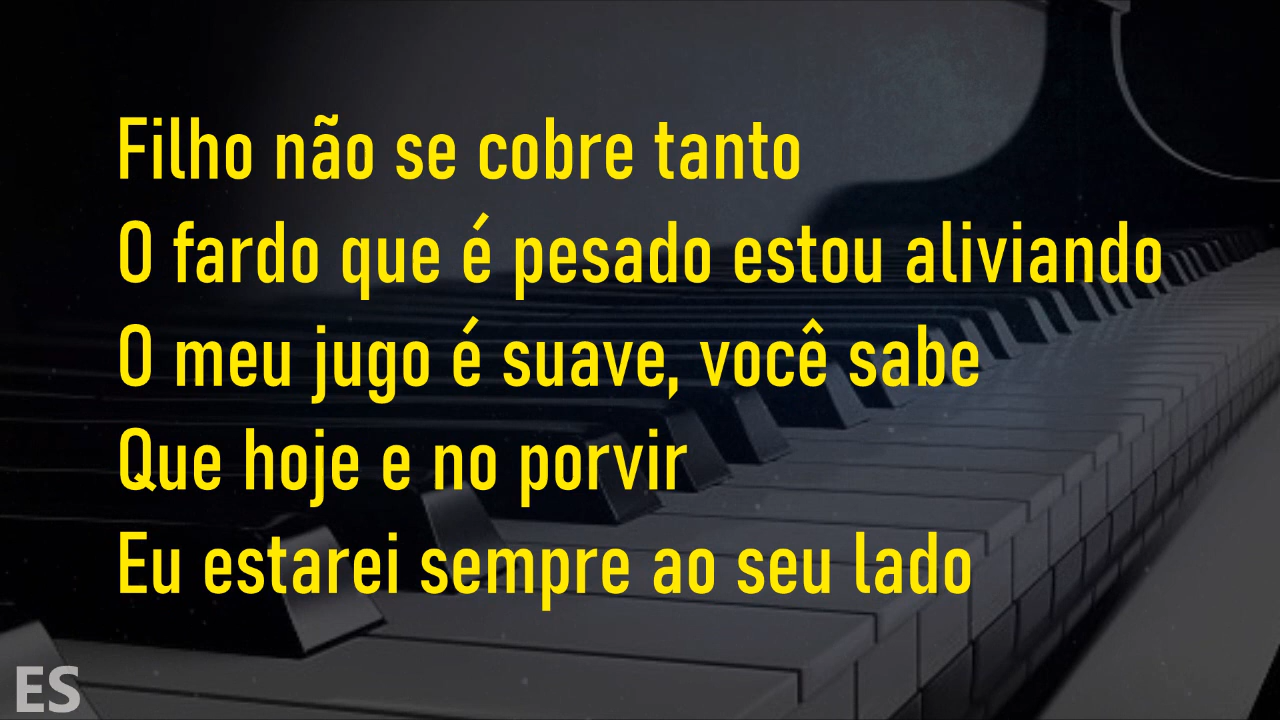 Filho não se cobre tanto
O fardo que é pesado estou aliviando
O meu jugo é suave, você sabe
Que hoje e no porvir
Eu estarei sempre ao seu lado
ES